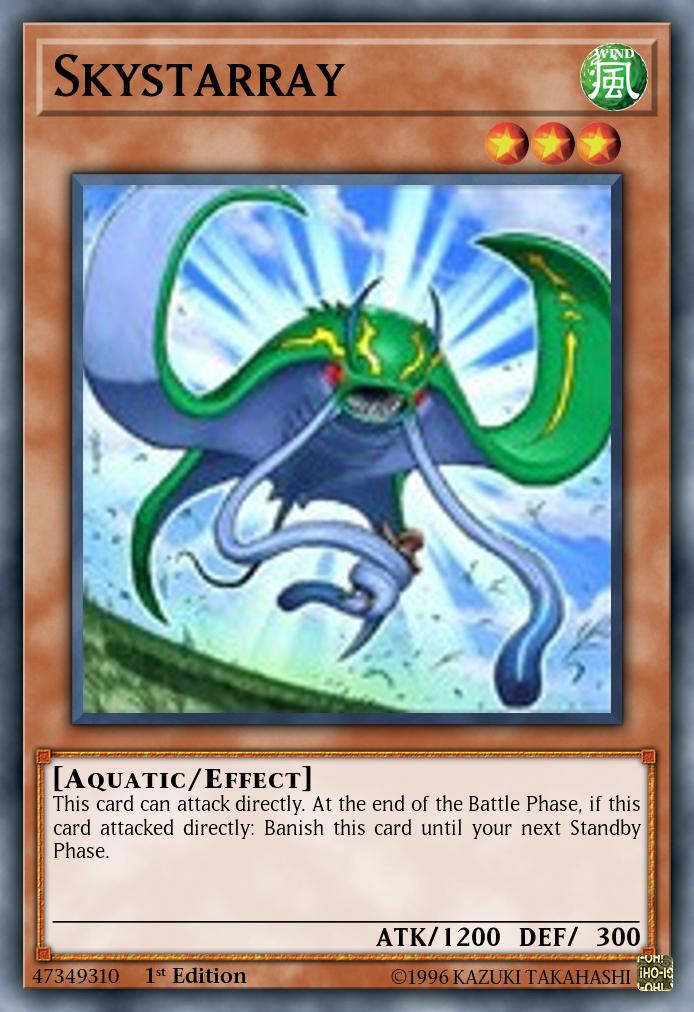 SKYSTARRAY
WIND
風
[AQUATIC/EFFECT]
This card can attack directly. At the end of the Battle Phase, if this
card attacked directly: Banish this card until your next Standby
Phase.
ATK/1200 DEF/ 300
47349310 1st Edition ©1996 KAZUKI TAKAHASHI